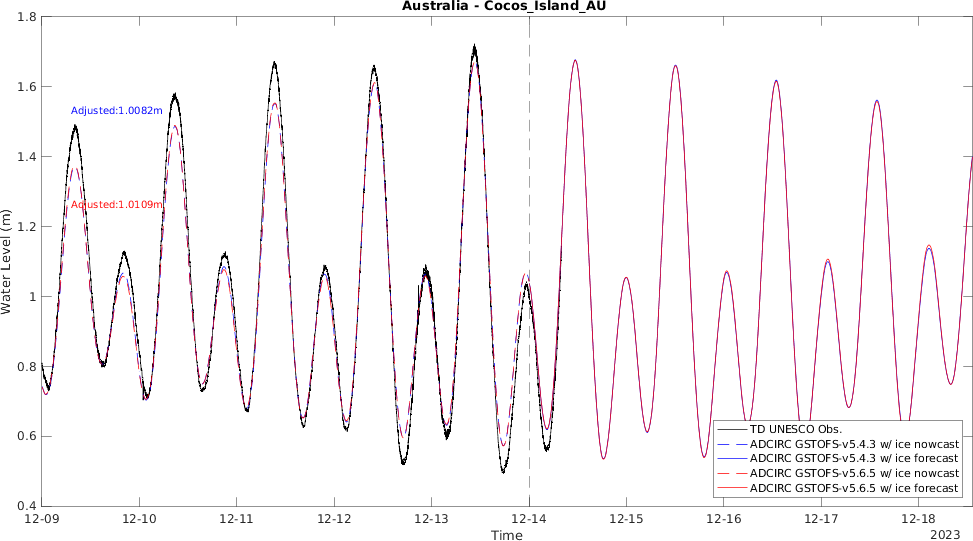 Australia - Cocos_Island_AU
1.8
1.6
1.4
1.2
1
0.8
0.6
0.4
Water Level (m)
Adjusted:1.0082m
Adjusted:1.0109m
TD UNESCO Obs.
ADCIRC GSTOFS-v5.4.3 w/ ice nowcast
ADCIRC GSTOFS-v5.4.3 w/ ice forecast
ADCIRC GSTOFS-v5.6.5 w/ ice nowcast
ADCIRC GSTOFS-v5.6.5 w/ ice forecast
12-09 12-10 12-11 12-12 12-13 12-14 12-15 12-16 12-17 12-18
Time
2023